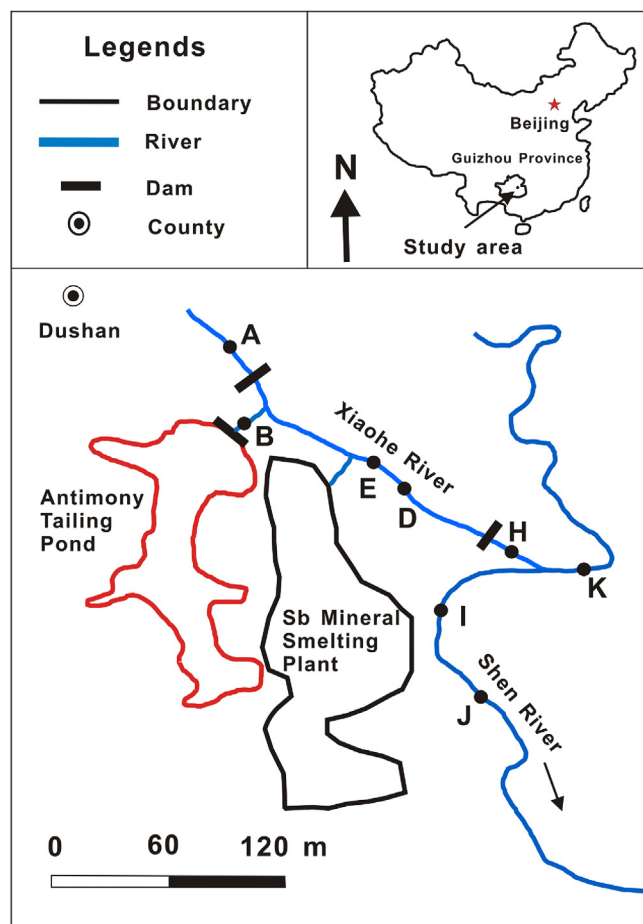 Legends
Boundary
River
Dam
County
Beijing
Guizhou Province
N
Study area
Dushan
A
B
Xiaohe River
E
D
H
K
Antimony
Tailing
Pond
Sb Mineral
Smelting
Plant
I
J
Shen River
0 60 120 m